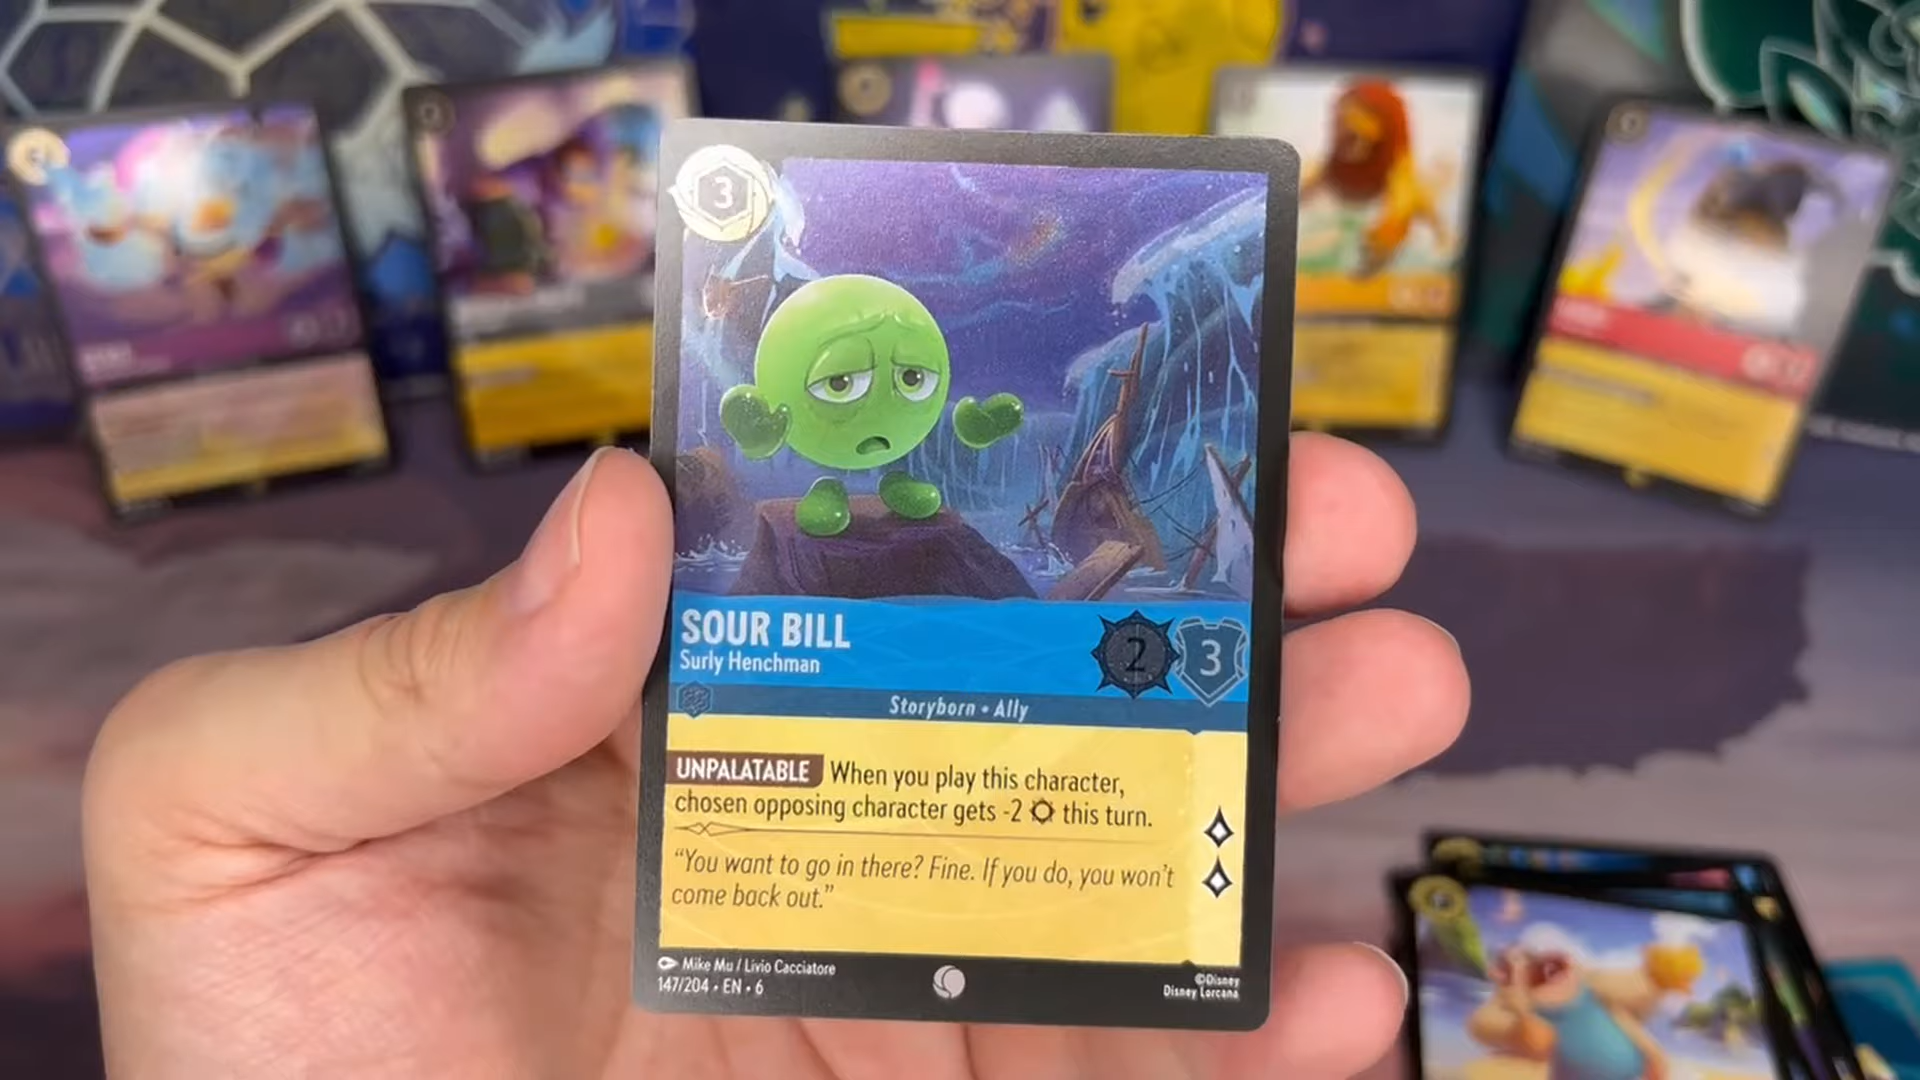 3
SOUR BILL
Surly Henchman
2 3
Storyborn • Ally
UNPALATABLE When you play this character,
chosen opposing character gets -2 this turn.
“You want to go in there? Fine. If you do, you won’t
come back out.”
Mike Mu / Livio Cacciatore
147/204 • EN • 6
©Disney
Disney Lorcana